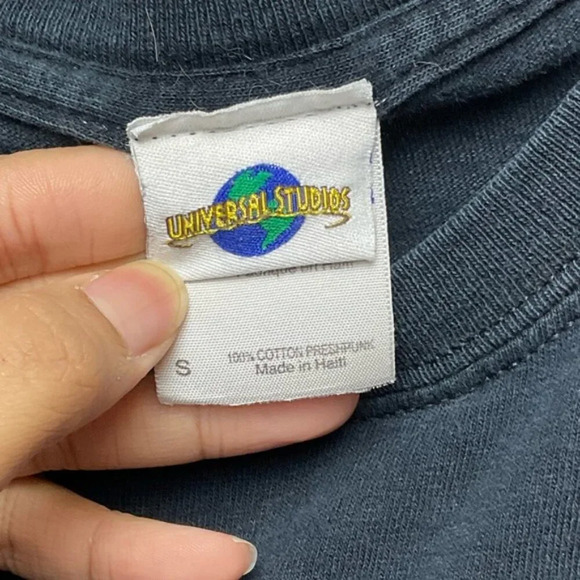 UNIVERSAL STUDIOS
S
100% COTTON PRESHRUNK
Made in Haiti